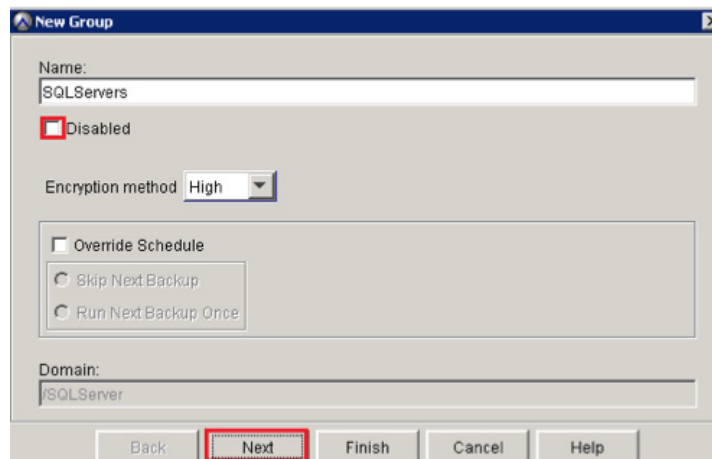 New Group
Name:
SQLServers
Disabled
Encryption method High
Override Schedule
Skip Next Backup
Run Next Backup Once
Domain:
/SQLServer
Back Next Finish Cancel Help